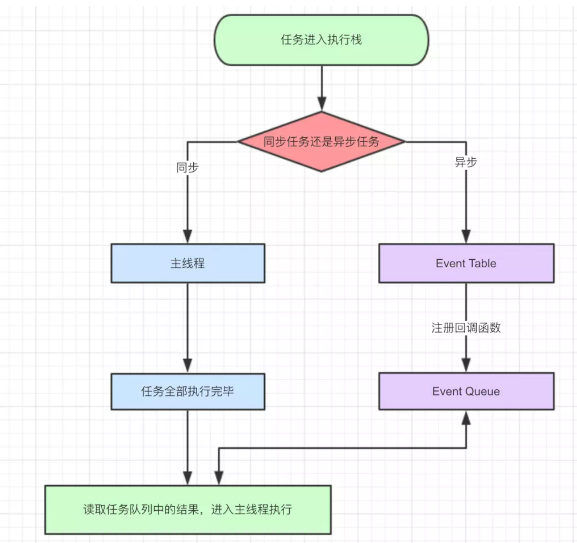 任务进入执行栈
同步任务还是异步任务
同步
异步
主线程
Event Table
注册回调函数
任务全部执行完毕
Event Queue
读取任务队列中的结果，进入主线程执行